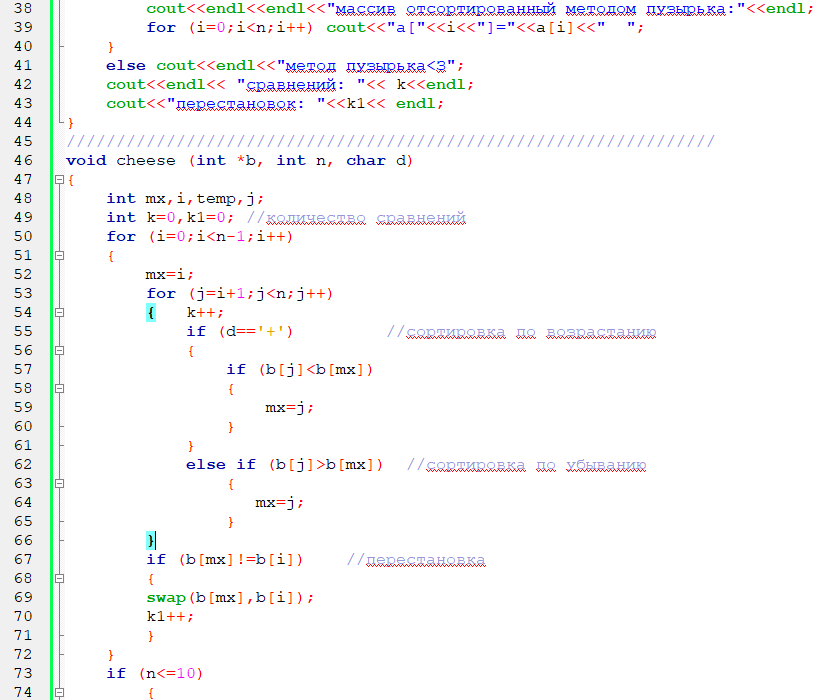 38 cout<<endl<<endl<<"массив отсортированный методом пузырька:"<<endl;
39 for (i=0;i<n;i++) cout<<"a["<<i<<"]="<<a[i]<<"  ";
40 }
41 else cout<<endl<<"метод пузырька<3";
42 cout<<endl<< "сравнений: "<< k<<endl;
43 cout<<"перестановок: "<<k1<< endl;
44 }
45 /////////////////////////////////////////////////////////////////
46 void cheese (int *b, int n, char d)
47 {
48 int mx,i,temp,j;
49 int k=0,k1=0; //количество сравнений
50 for (i=0;i<n-1;i++)
51 {
52 mx=i;
53 for (j=i+1;j<n;j++)
54 { k++;
55 if (d=='+') //сортировка по возрастанию
56 {
57 if (b[j]<b[mx])
58 {
59 mx=j;
60 }
61 }
62 else if (b[j]>b[mx]) //сортировка по убыванию
63 {
64 mx=j;
65 }
66 }
67 if (b[mx]!=b[i]) //перестановка
68 {
69 swap(b[mx],b[i]);
70 k1++;
71 }
72 }
73 if (n<=10)
74 {